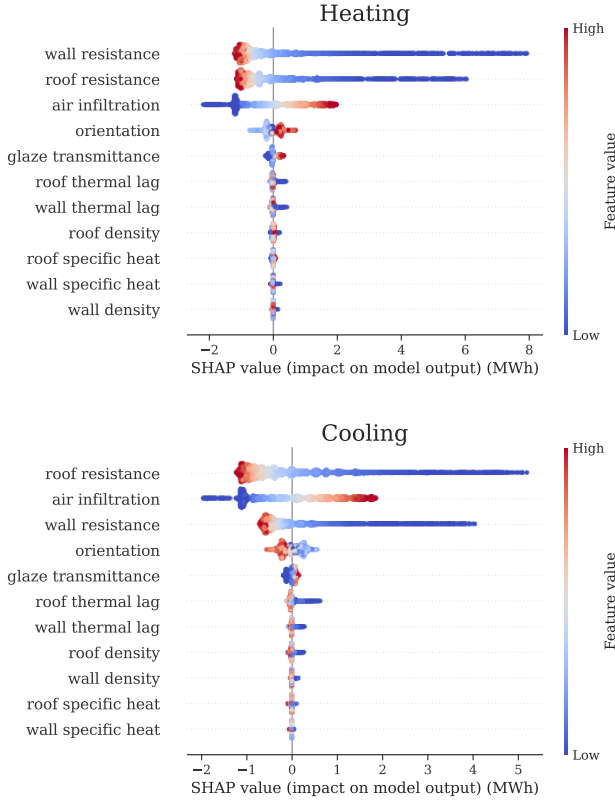 Heating
High
wall resistance
roof resistance
air infiltration
orientation
glaze transmittance
roof thermal lag
wall thermal lag
roof density
roof specific heat
wall specific heat
wall density
Feature value
Low
−2 0 2 4 6 8
SHAP value (impact on model output) (MWh)
Cooling
High
roof resistance
air infiltration
wall resistance
orientation
glaze transmittance
roof thermal lag
wall thermal lag
roof density
wall density
roof specific heat
wall specific heat
Feature value
Low
−2 −1 0 1 2 3 4 5
SHAP value (impact on model output) (MWh)